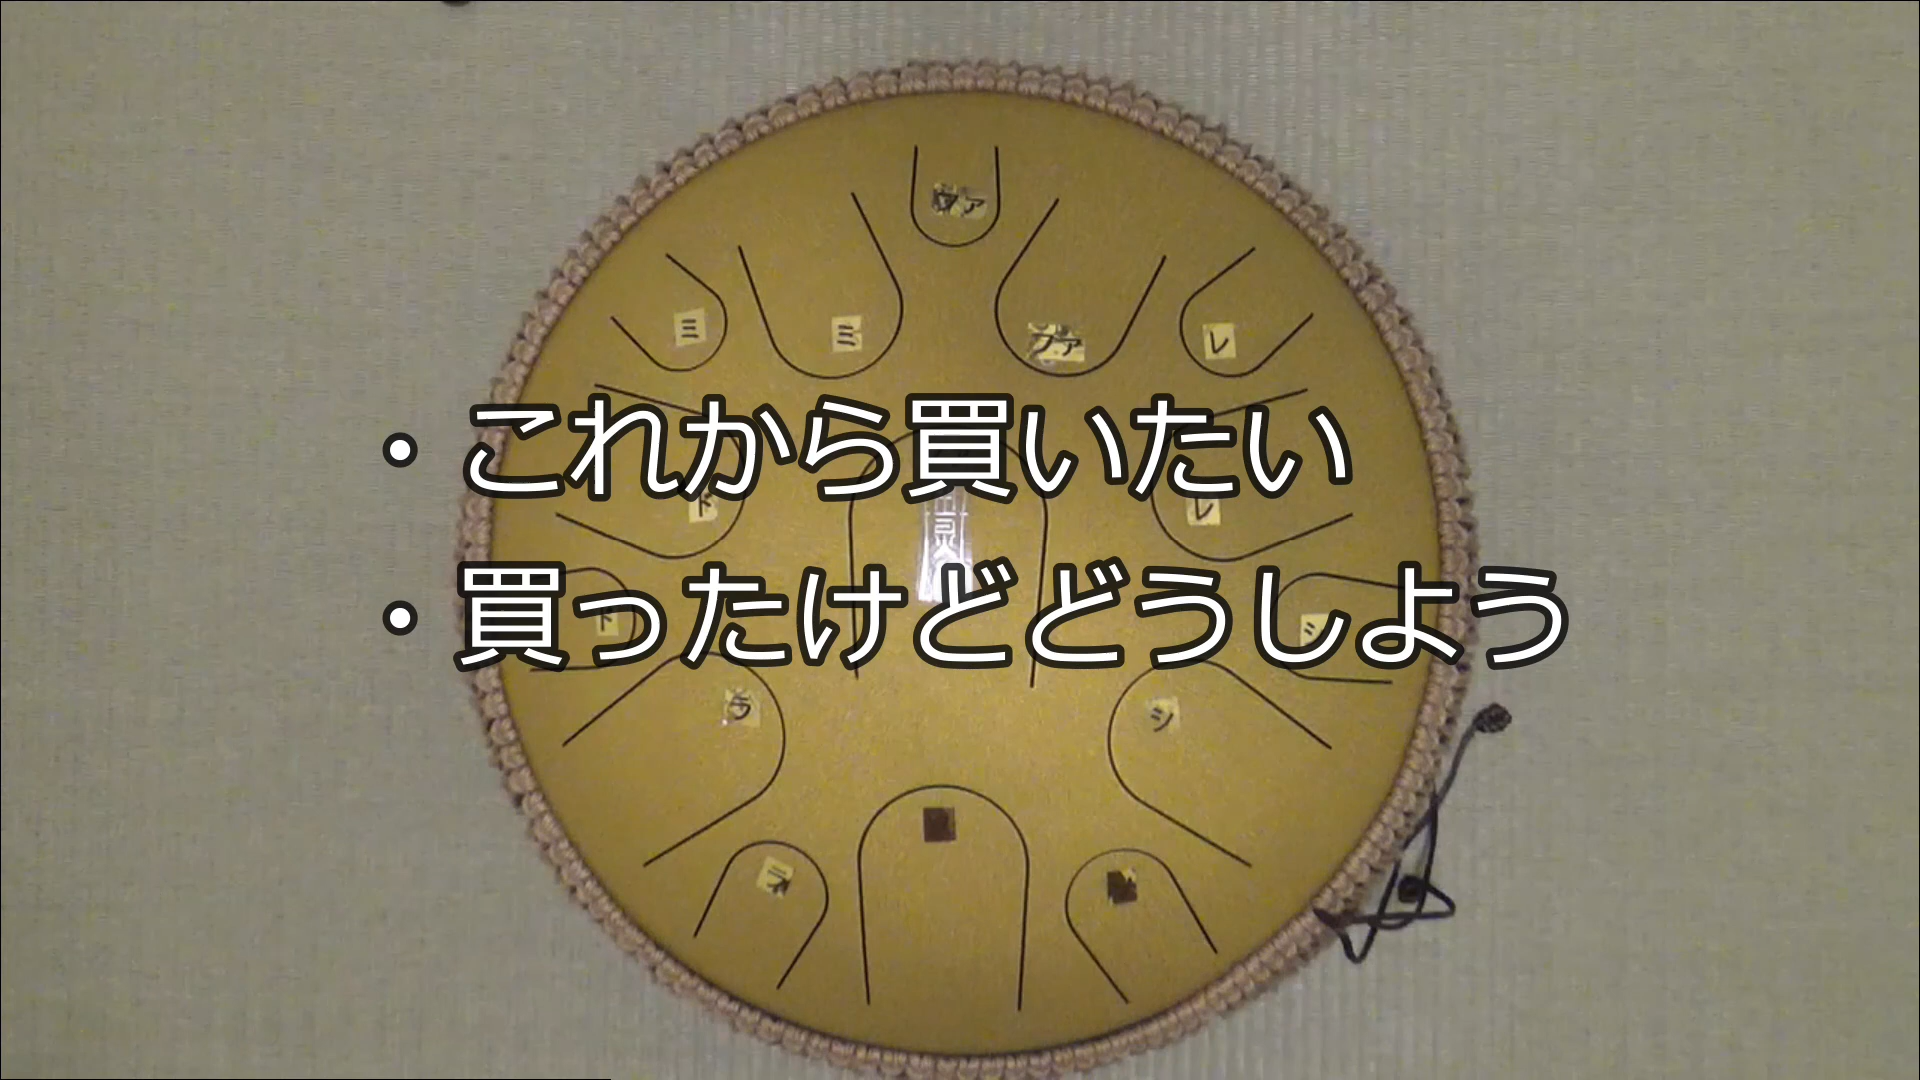 ファ
ミ
ミ
ファ
レ
・これから買いたい
ド
レ
・買ったけどどうしよう
ド
シ
ラ
シ